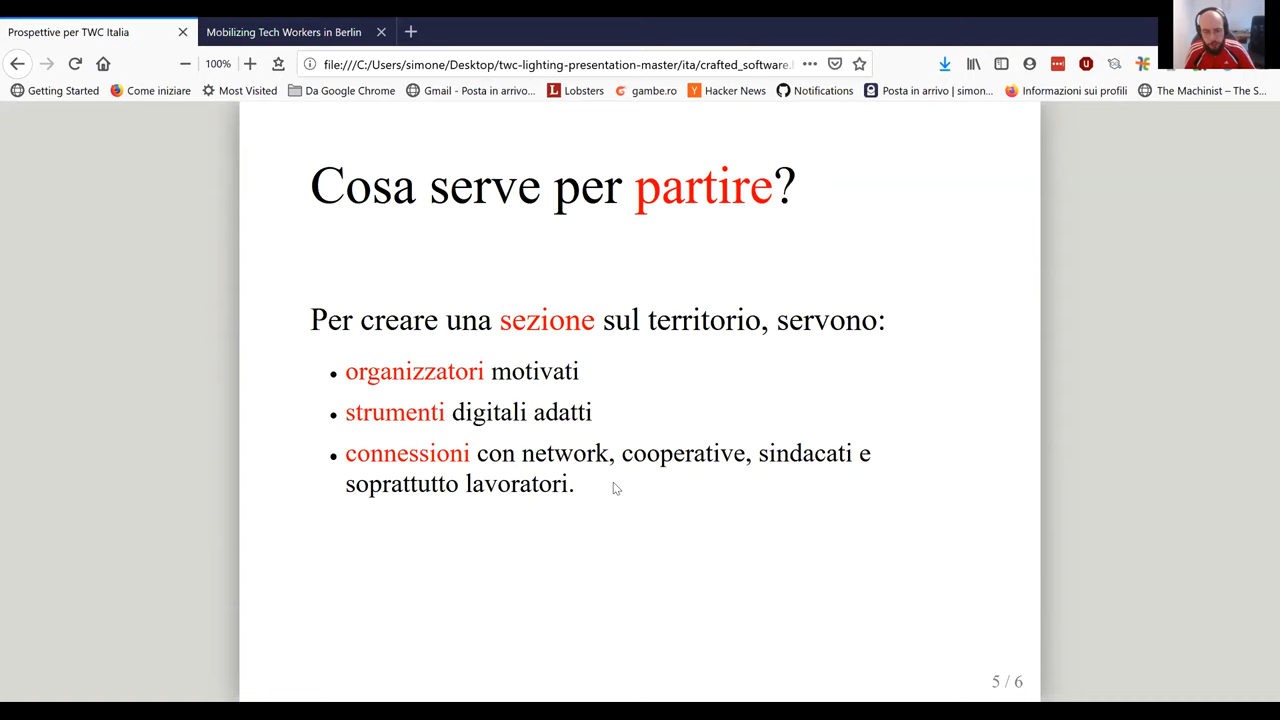 Prospettive per TWC Italia
Mobilizing Tech Workers in Berlin
100%
file:///C:/Users/simone/Desktop/twc-lighting-presentation-master/ita/crafted_software.
Getting Started
Come iniziare
Most Visited
Da Google Chrome
Gmail - Posta in arrivo...
Lobsters
gambe.ro
Hacker News
Notifications
Posta in arrivo | simon...
Informazioni sui profili
The Machinist – The S...
Cosa serve per partire?
Per creare una sezione sul territorio, servono:
• organizzatori motivati
• strumenti digitali adatti
• connessioni con network, cooperative, sindacati e
soprattutto lavoratori.
5 / 6